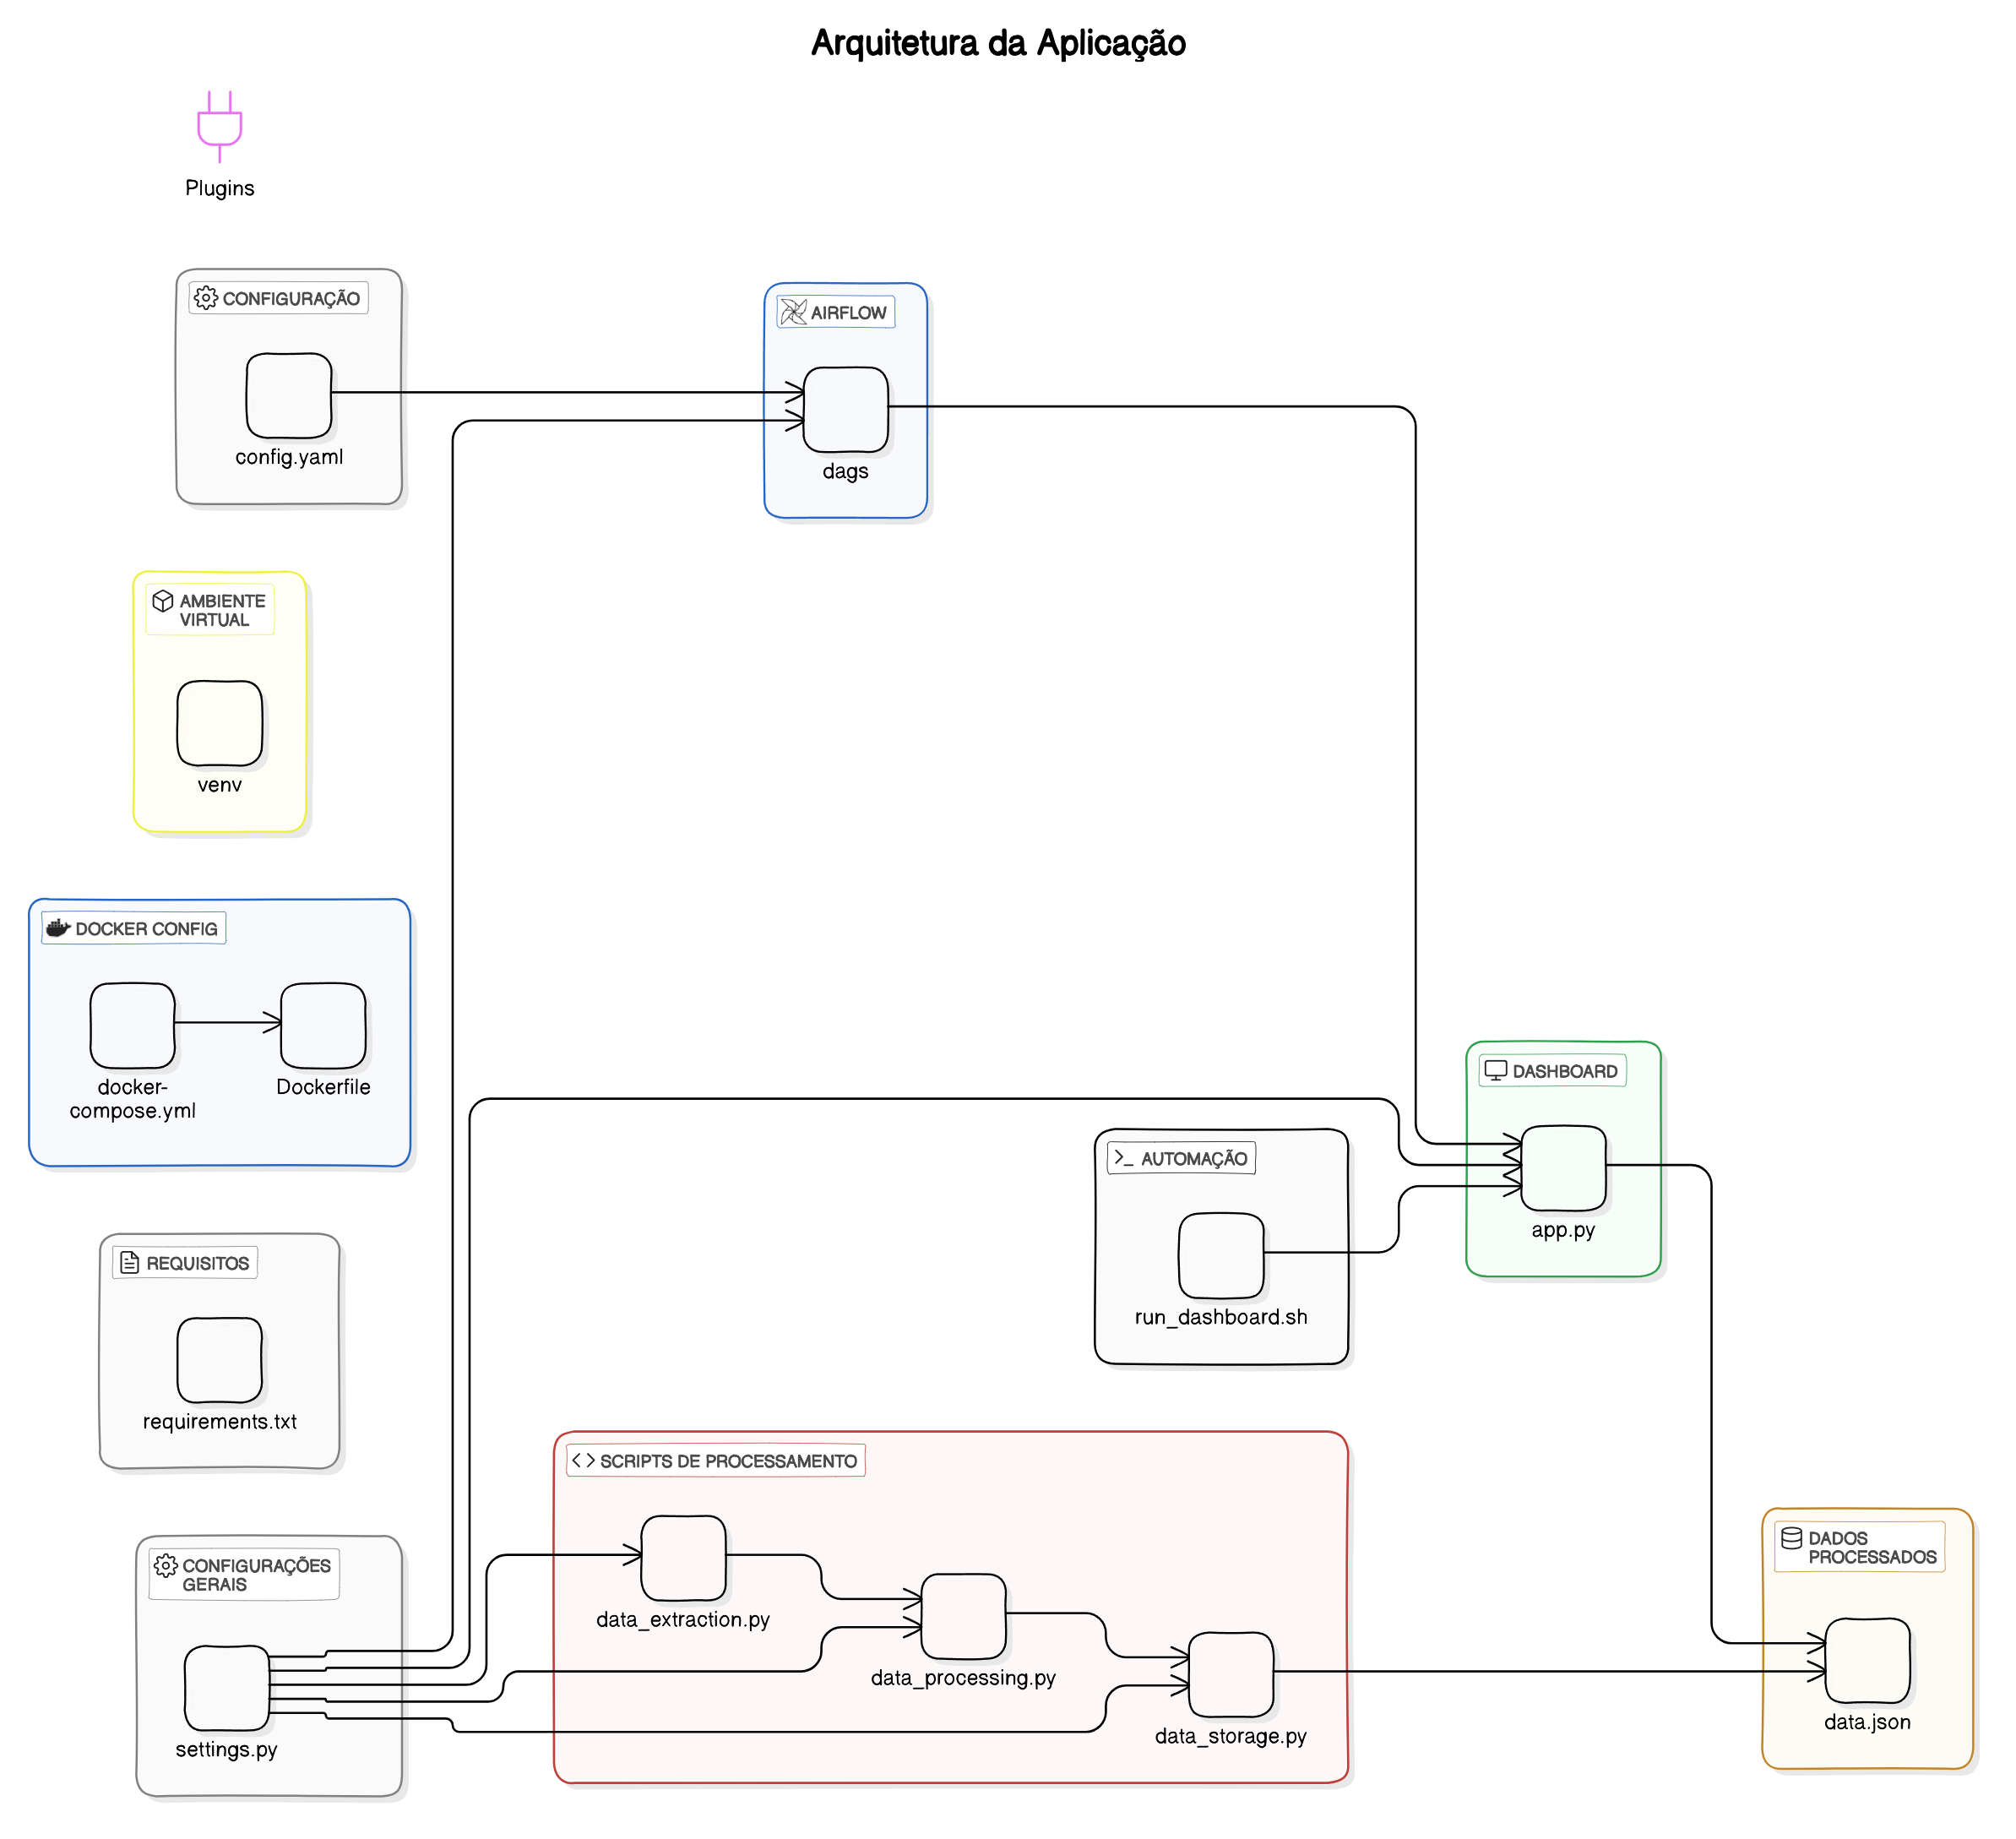 Arquitetura da Aplicação
Plugins
CONFIGURAÇÃO
config.yaml
AIRFLOW
dags
AMBIENTE
VIRTUAL
venv
DOCKER CONFIG
docker-
compose.yml
Dockerfile
DASHBOARD
app.py
>_ AUTOMAÇÃO
run_dashboard.sh
REQUISITOS
requirements.txt
SCRIPTS DE PROCESSAMENTO
data_extraction.py
data_processing.py
data_storage.py
CONFIGURAÇÕES
GERAIS
settings.py
DADOS
PROCESSADOS
data.json